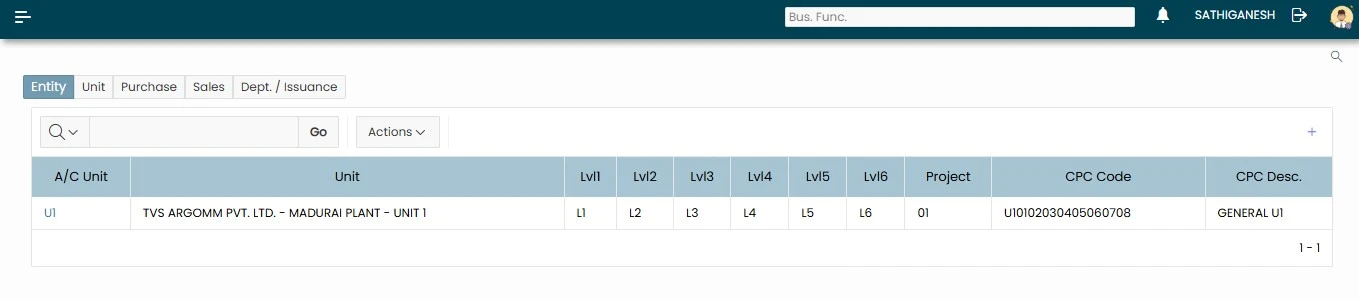 Bus. Func.
SATHIGANESH
Entity Unit Purchase Sales Dept. / Issuance
Go Actions
A/C Unit Unit Lvl1 Lvl2 Lvl3 Lvl4 Lvl5 Lvl6 Project CPC Code CPC Desc.
U1 TVS ARGOMM PVT. LTD. - MADURAI PLANT - UNIT 1 L1 L2 L3 L4 L5 L6 01 U10102030405060708 GENERAL U1
1 - 1